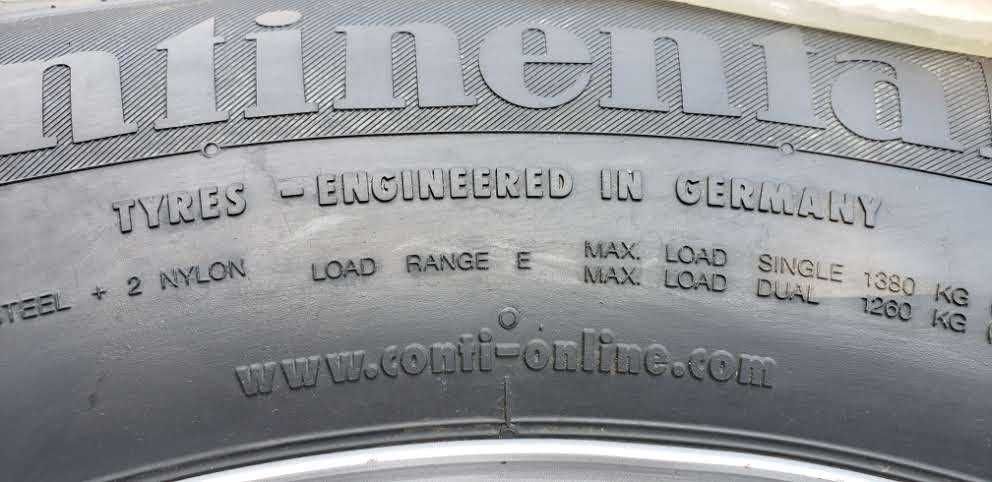 ntinental
TYRES - ENGINEERED IN GERMANY
STEEL + 2 NYLON LOAD RANGE E MAX. LOAD SINGLE 1380 KG
MAX. LOAD DUAL 1260 KG
www.conti-online.com